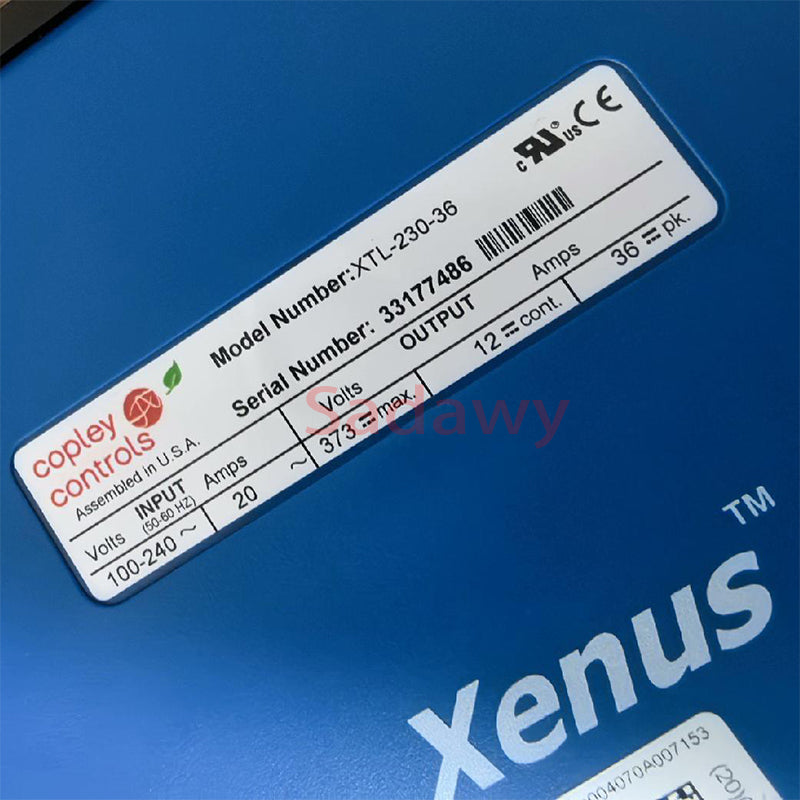 copley
controls
Assembled in U.S.A.
Model Number:XTL-230-36
Serial Number: 33177486
c RU® US CE
INPUT
(50-60 HZ)
OUTPUT
Volts Amps Volts Amps
100-240 ~ 20 ~ 373 ⎓ max. 12 ⎓ cont. 36 ⎓ pk.
Sadawy
Xenus™
004070A007153